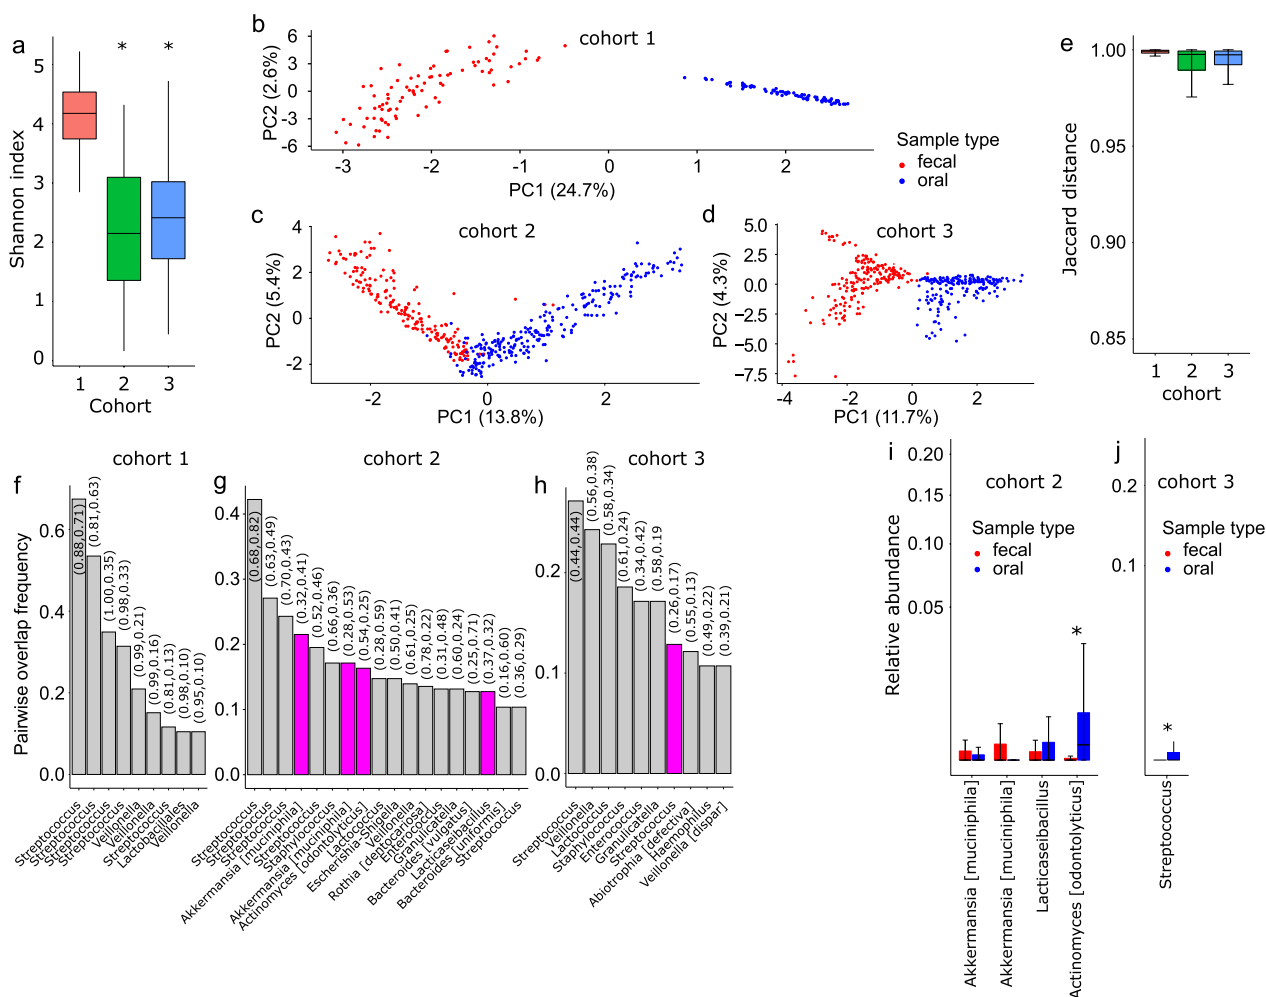 a
Shannon index
5
4
3
2
1
0
*
*
1
2
3
Cohort
b
cohort 1
PC2 (2.6%)
6
3
0
-3
-6
-3
-2
-1
0
1
2
PC1 (24.7%)
Sample type
fecal
oral
c
cohort 2
PC2 (5.4%)
4
2
0
-2
-2
0
2
PC1 (13.8%)
d
cohort 3
PC2 (4.3%)
5.0
2.5
0.0
-2.5
-5.0
-7.5
-4
-2
0
2
4
PC1 (11.7%)
e
Jaccard distance
1.00
0.95
0.90
0.85
1
2
3
cohort
f
cohort 1
Pairwise overlap frequency
0.6
0.4
0.2
0.0
(0.88,0.71)
(0.81,0.63)
(1.00,0.35)
(0.98,0.33)
(0.99,0.21)
(0.99,0.16)
(0.81,0.13)
(0.98,0.10)
(0.95,0.10)
Streptococcus
Streptococcus
Streptococcus
Streptococcus
Veillonella
Veillonella
Streptococcus
Lactobacillales
Veillonella
g
cohort 2
0.4
0.3
0.2
0.1
0.0
(0.68,0.82)
(0.63,0.49)
(0.70,0.43)
(0.32,0.41)
(0.52,0.46)
(0.66,0.36)
(0.28,0.53)
(0.54,0.25)
(0.28,0.59)
(0.50,0.41)
(0.61,0.25)
(0.78,0.22)
(0.31,0.48)
(0.60,0.24)
(0.25,0.71)
(0.37,0.32)
(0.16,0.60)
(0.36,0.29)
Streptococcus
Streptococcus
Streptococcus
Akkermansia [muciniphila]
Streptococcus
Staphylococcus
Akkermansia [muciniphila]
Actinomyces [odontolyticus]
Lactococcus
Escherichia-Shigella
Veillonella
Rothia [dentocariosa]
Enterococcus
Granulicatella
Bacteroides [vulgatus]
Lacticaseibacillus
Bacteroides [uniformis]
Streptococcus
h
cohort 3
0.2
0.1
0.0
(0.44,0.44)
(0.56,0.38)
(0.58,0.34)
(0.61,0.24)
(0.34,0.42)
(0.58,0.19
(0.26,0.17)
(0.55,0.13)
(0.49,0.22)
(0.39,0.21)
Streptococcus
Veillonella
Lactococcus
Staphylococcus
Enterococcus
Granulicatella
Streptococcus
Abiotrophia [defectiva]
Haemophilus
Veillonella [dispar]
i
cohort 2
Relative abundance
0.20
0.15
0.10
0.05
Sample type
fecal
oral
*
Akkermansia [muciniphila]
Akkermansia [muciniphila]
Lacticaseibacillus
Actinomyces [odontolyticus]
j
cohort 3
0.2
0.1
Sample type
fecal
oral
*
Streptococcus